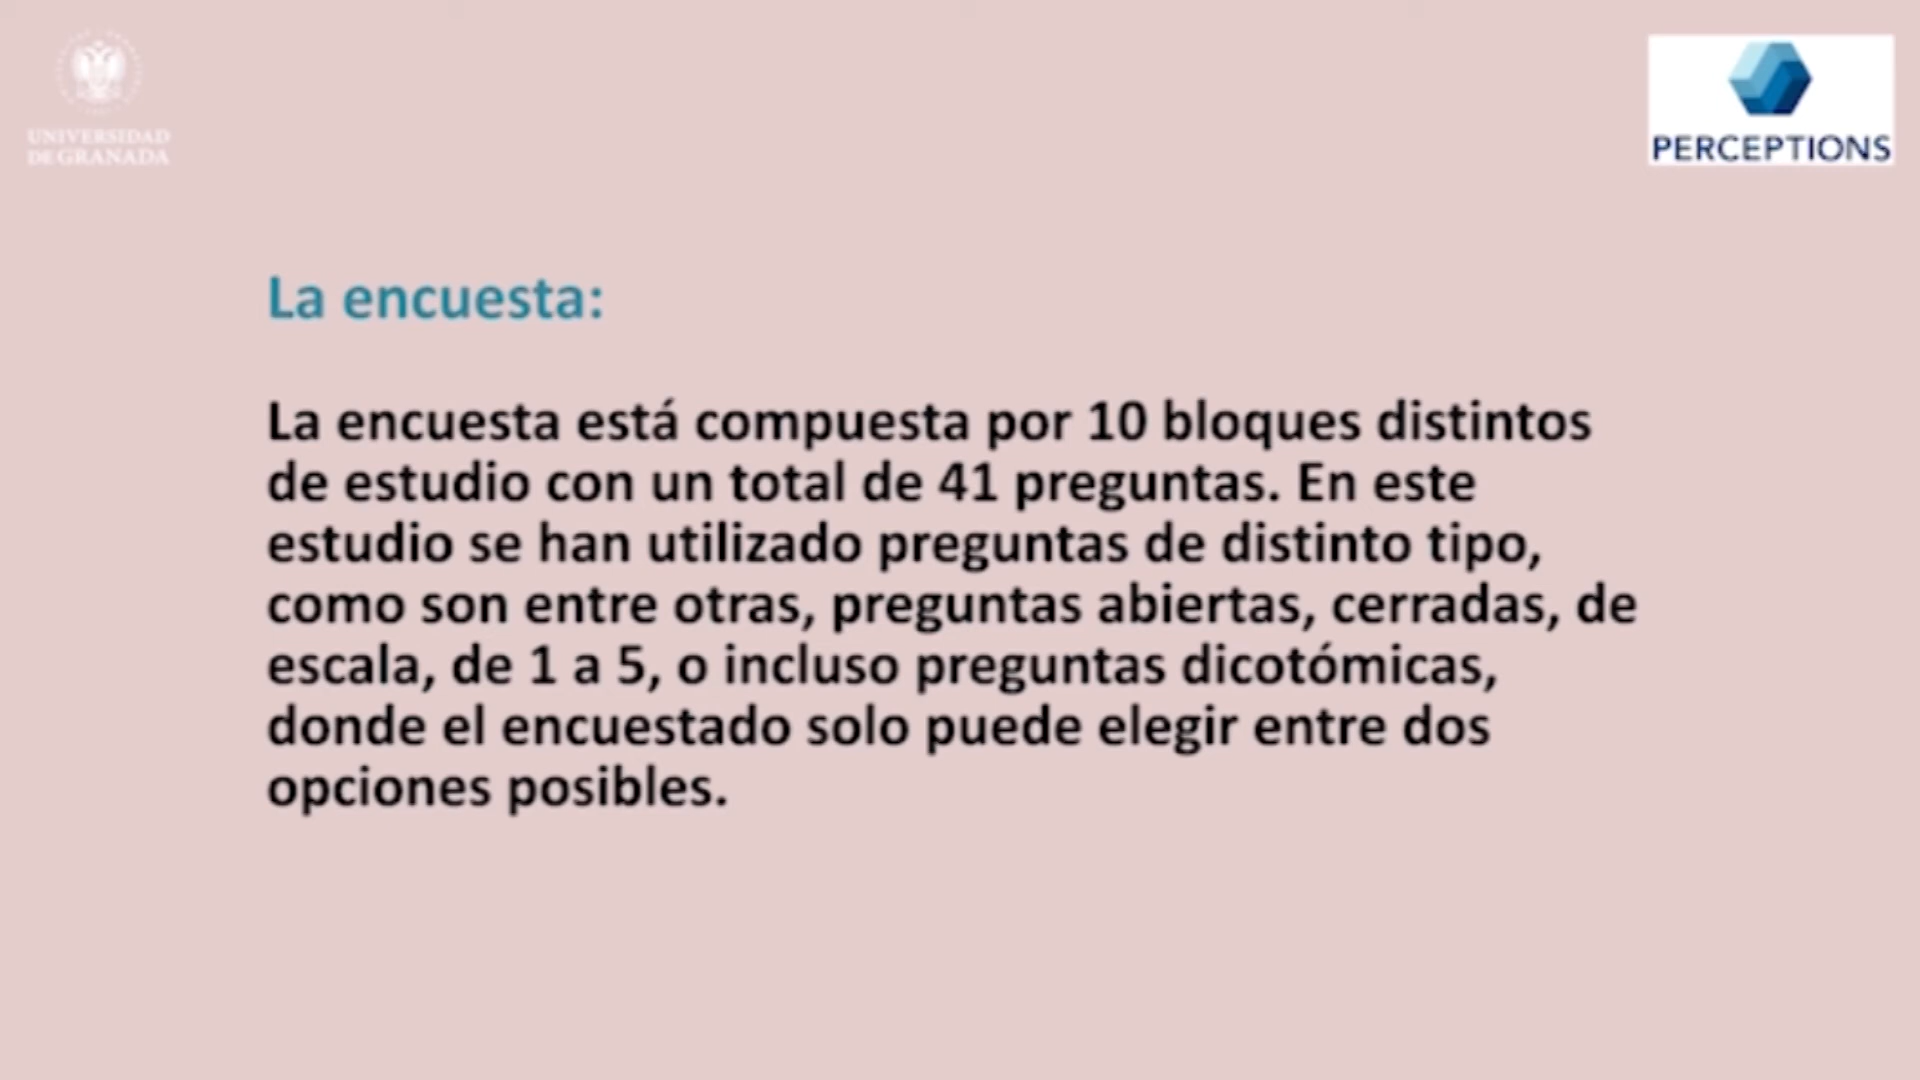 UNIVERSIDAD
DE GRANADA
PERCEPTIONS
La encuesta:
La encuesta está compuesta por 10 bloques distintos
de estudio con un total de 41 preguntas. En este
estudio se han utilizado preguntas de distinto tipo,
como son entre otras, preguntas abiertas, cerradas, de
escala, de 1 a 5, o incluso preguntas dicotómicas,
donde el encuestado solo puede elegir entre dos
opciones posibles.